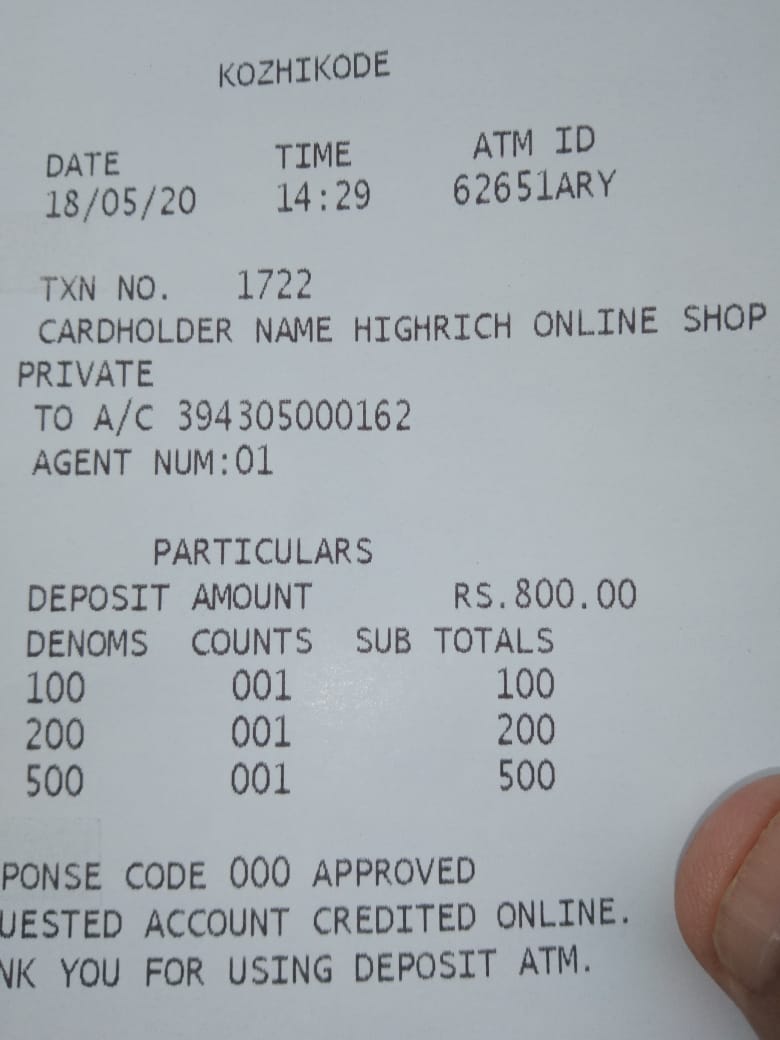 KOZHIKODE
DATE TIME ATM ID
18/05/20 14:29 62651ARY
TXN NO. 1722
CARDHOLDER NAME HIGHRICH ONLINE SHOP
PRIVATE
TO A/C 394305000162
AGENT NUM:01
PARTICULARS
DEPOSIT AMOUNT RS.800.00
DENOMS COUNTS SUB TOTALS
100 001 100
200 001 200
500 001 500
PONSE CODE 000 APPROVED
UESTED ACCOUNT CREDITED ONLINE.
NK YOU FOR USING DEPOSIT ATM.